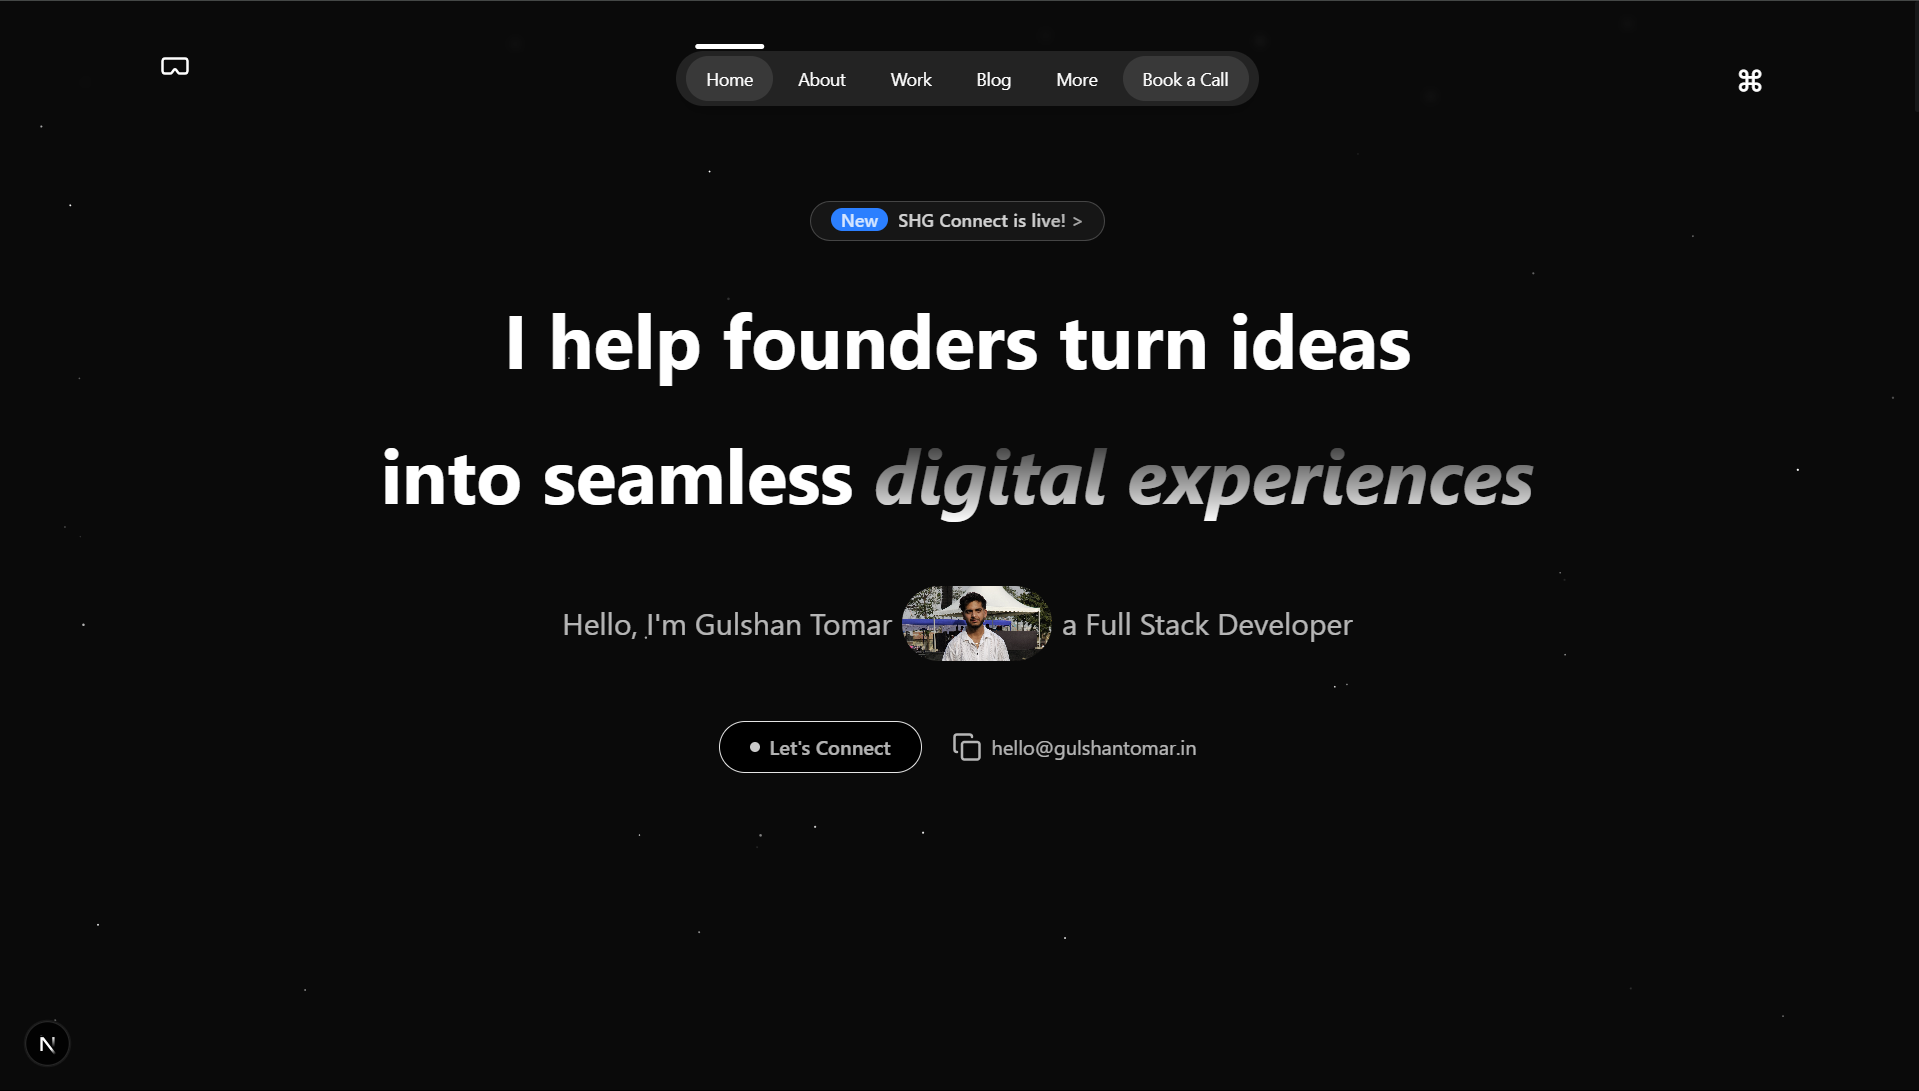 Home About Work Blog More Book a Call
New SHG Connect is live! >
I help founders turn ideas
into seamless digital experiences
Hello, I'm Gulshan Tomar a Full Stack Developer
Let's Connect hello@gulshantomar.in
N